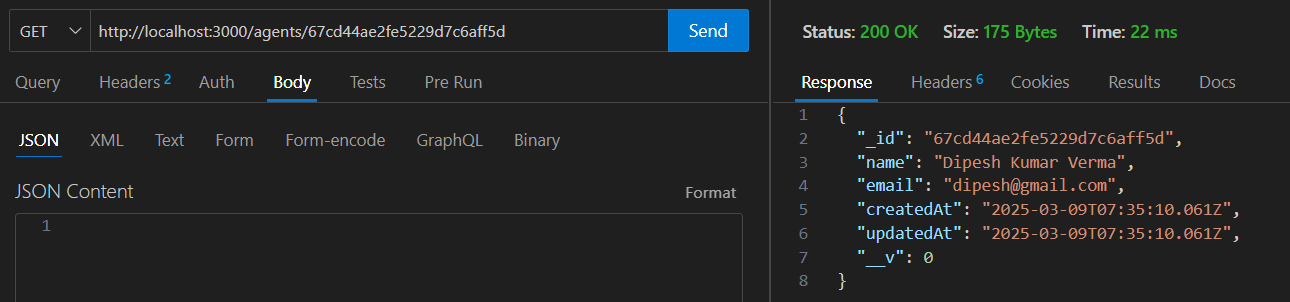 GET http://localhost:3000/agents/67cd44ae2fe5229d7c6aff5d Send
Query Headers 2 Auth Body Tests Pre Run
JSON XML Text Form Form-encode GraphQL Binary
JSON Content Format
1
Status: 200 OK Size: 175 Bytes Time: 22 ms
Response Headers 6 Cookies Results Docs
1 {
2 "_id": "67cd44ae2fe5229d7c6aff5d",
3 "name": "Dipesh Kumar Verma",
4 "email": "dipesh@gmail.com",
5 "createdAt": "2025-03-09T07:35:10.061Z",
6 "updatedAt": "2025-03-09T07:35:10.061Z",
7 "__v": 0
8 }